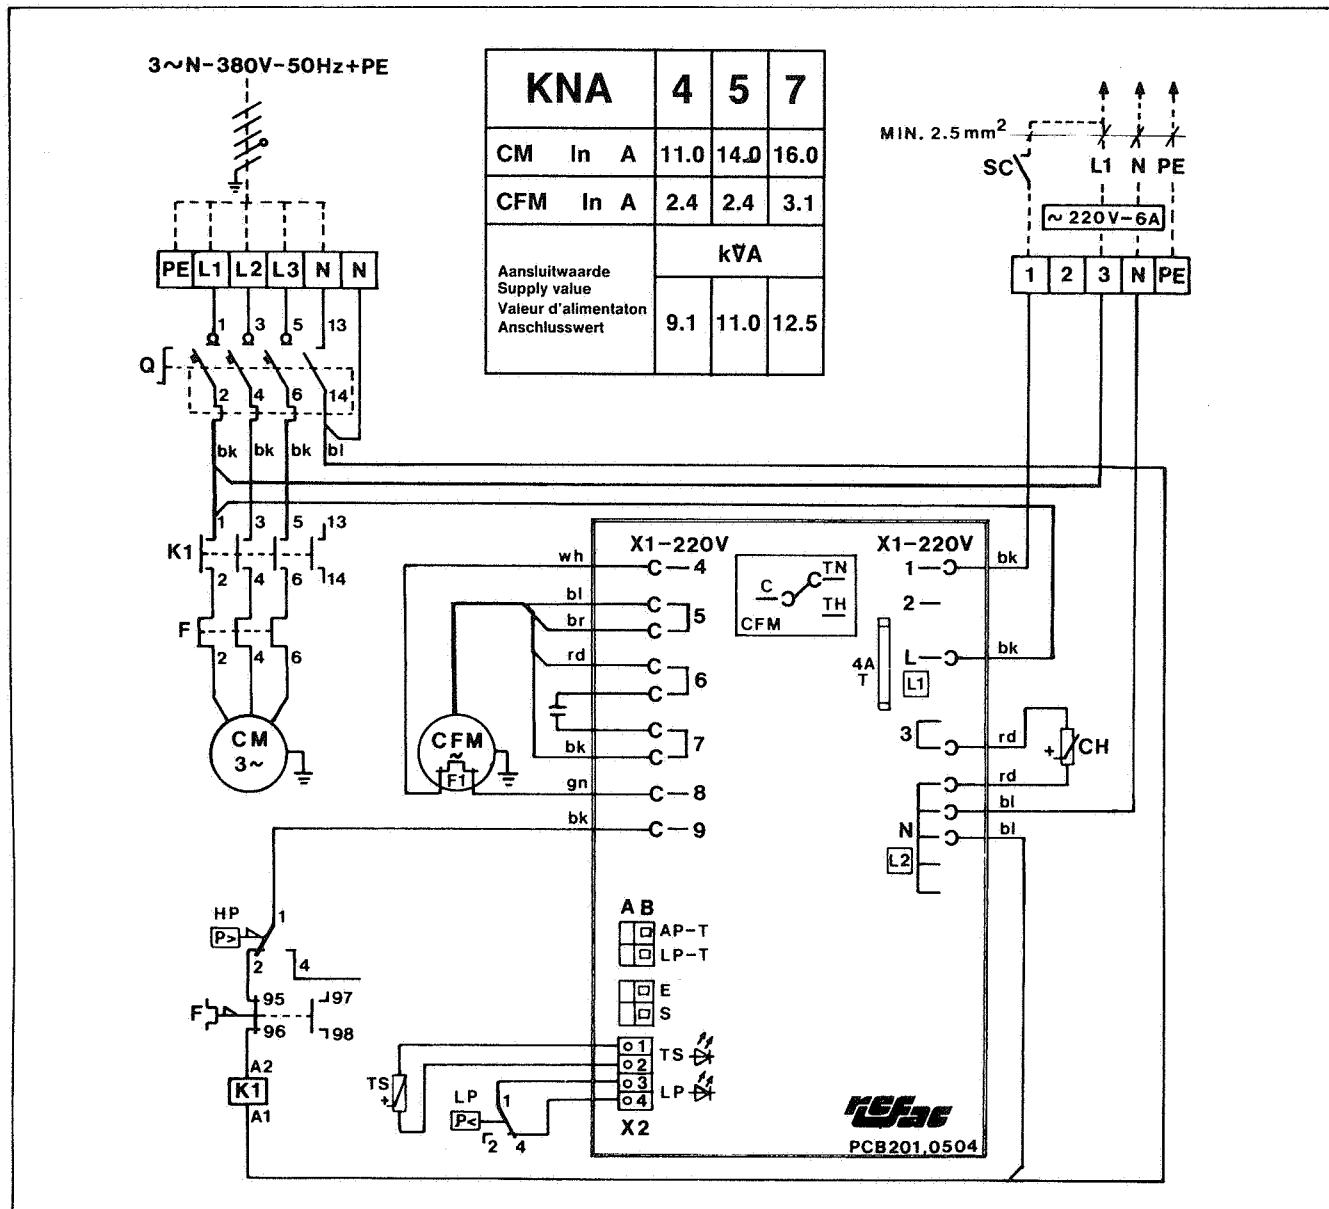 3~N-380V-50Hz+PE
KNA 4 5 7
CM In A 11.0 14.0 16.0
CFM In A 2.4 2.4 3.1
kVA
Aansluitwaarde
Supply value
Valeur d'alimentaton
Anschlusswert
9.1 11.0 12.5
MIN. 2.5mm²
SC L1 N PE
~220V-6A
PE L1 L2 L3 N N
1 2 3 N PE
1 3 5 13
Q
2 4 6 14
bk bk bk bl
1 3 5 13
K1
2 4 6 14
F
2 4 6
CM
3~
X1-220V
X1-220V
wh 4
bl
br 5
rd
6
7
bk
gn 8
bk 9
CFM
~
F1
C TN
TH
CFM
1 bk
2
L bk
L1
4A
T
3 rd
CH
+
rd
bl
N bl
L2
HP
P>
1
2 4
F 95 97
96 98
A2
K1
A1
A B
AP-T
LP-T
E
S
1 TS
2
3 LP
4
X2
TS
+
LP
P<
1
2 4
refac
PCB201,0504